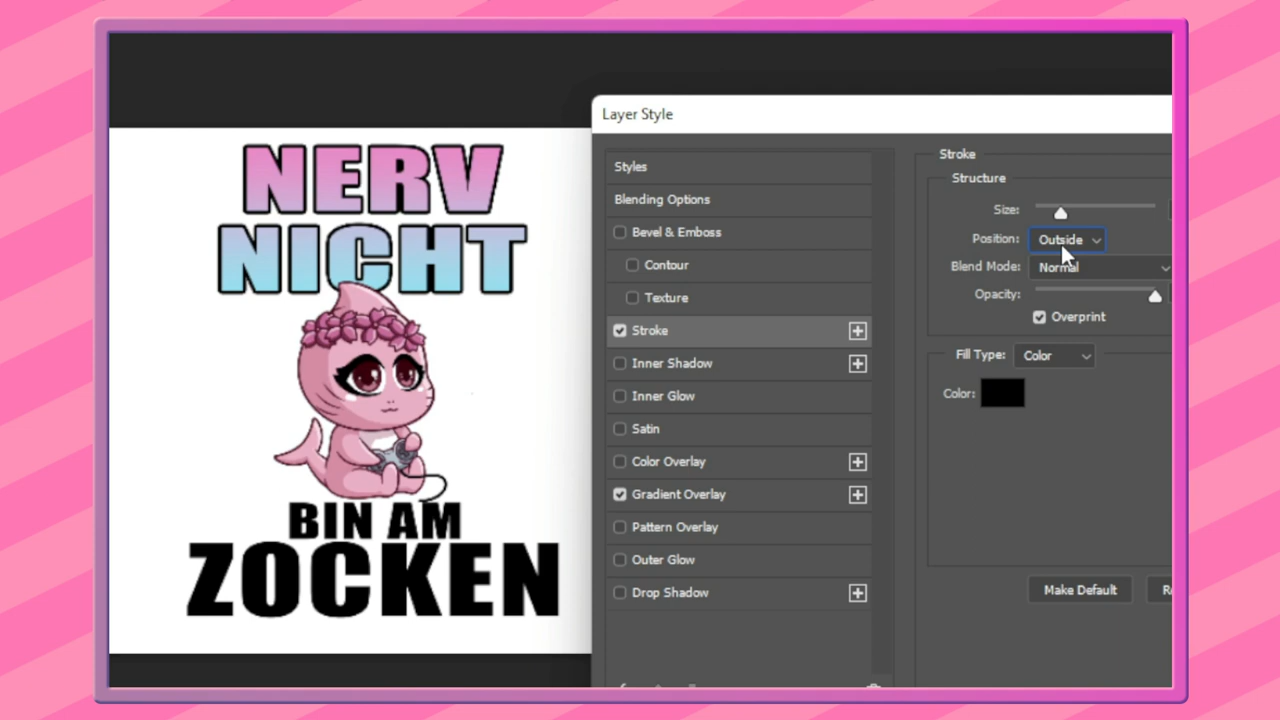 NERV
NICHT
BIN AM
ZOCKEN
Layer Style
Styles
Blending Options
Bevel & Emboss
Contour
Texture
Stroke
Inner Shadow
Inner Glow
Satin
Color Overlay
Gradient Overlay
Pattern Overlay
Outer Glow
Drop Shadow
Stroke
Structure
Size:
Position: Outside
Blend Mode: Normal
Opacity:
Overprint
Fill Type: Color
Color:
Make Default